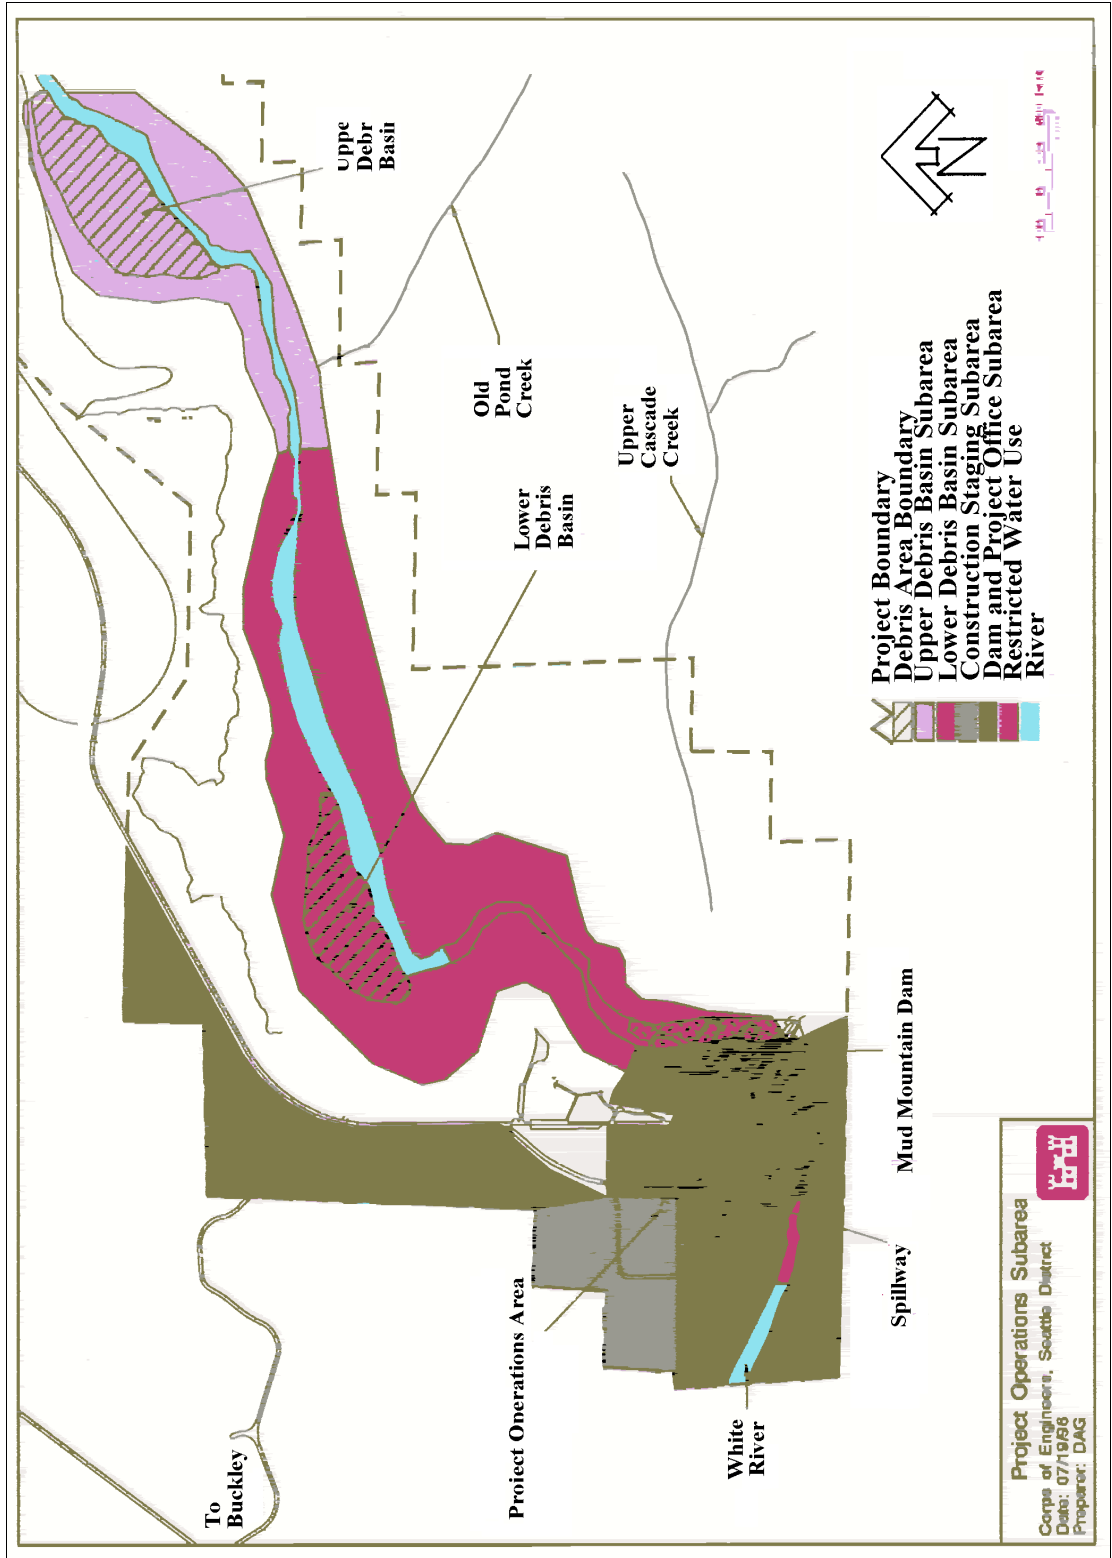 Uppe
Debr
Basin
Old
Pond
Creek
Upper
Cascade
Creek
Lower
Debris
Basin
Project Boundary
Debris Area Boundary
Upper Debris Basin Subarea
Lower Debris Basin Subarea
Construction Staging Subarea
Dam and Project Office Subarea
Restricted Water Use
River
Mud Mountain Dam
Spillway
Proiect Onerations Area
White
River
To
Buckley
N
Project Operations Subarea
Corps of Engineers, Seattle District
Date: 07/19/96
Preparer: DAG